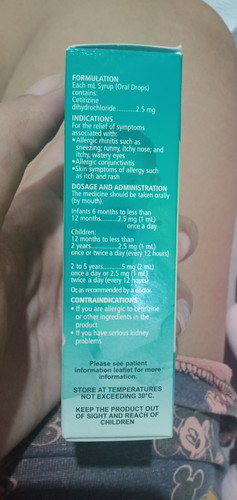 FORMULATION
Each mL Syrup (Oral Drops)
contains:
Cetirizine
dihydrochloride............2.5 mg
INDICATIONS
For the relief of symptoms
associated with:
•Allergic rhinitis such as
sneezing; runny, itchy nose; and
itchy, watery eyes
•Allergic conjunctivitis
•Skin symptoms of allergy such
as itch and rash
DOSAGE AND ADMINISTRATION
The medicine should be taken orally
(by mouth).
Infants 6 months to less than
12 months..........2.5 mg (1 mL)
once a day
Children:
12 months to less than
2 years................2.5 mg (1 mL)
once or twice a day (every 12 hours)
2 to 5 years..........5 mg (2 mL)
once a day or 2.5 mg (1 mL)
twice a day (every 12 hours)
Or, as recommended by a doctor.
CONTRAINDICATIONS
• If you are allergic to cetirizine
or other ingredients in the
product
• If you have serious kidney
problems
Please see patient
information leaflet for more
information.
STORE AT TEMPERATURES
NOT EXCEEDING 30°C.
KEEP THE PRODUCT OUT
OF SIGHT AND REACH OF
CHILDREN